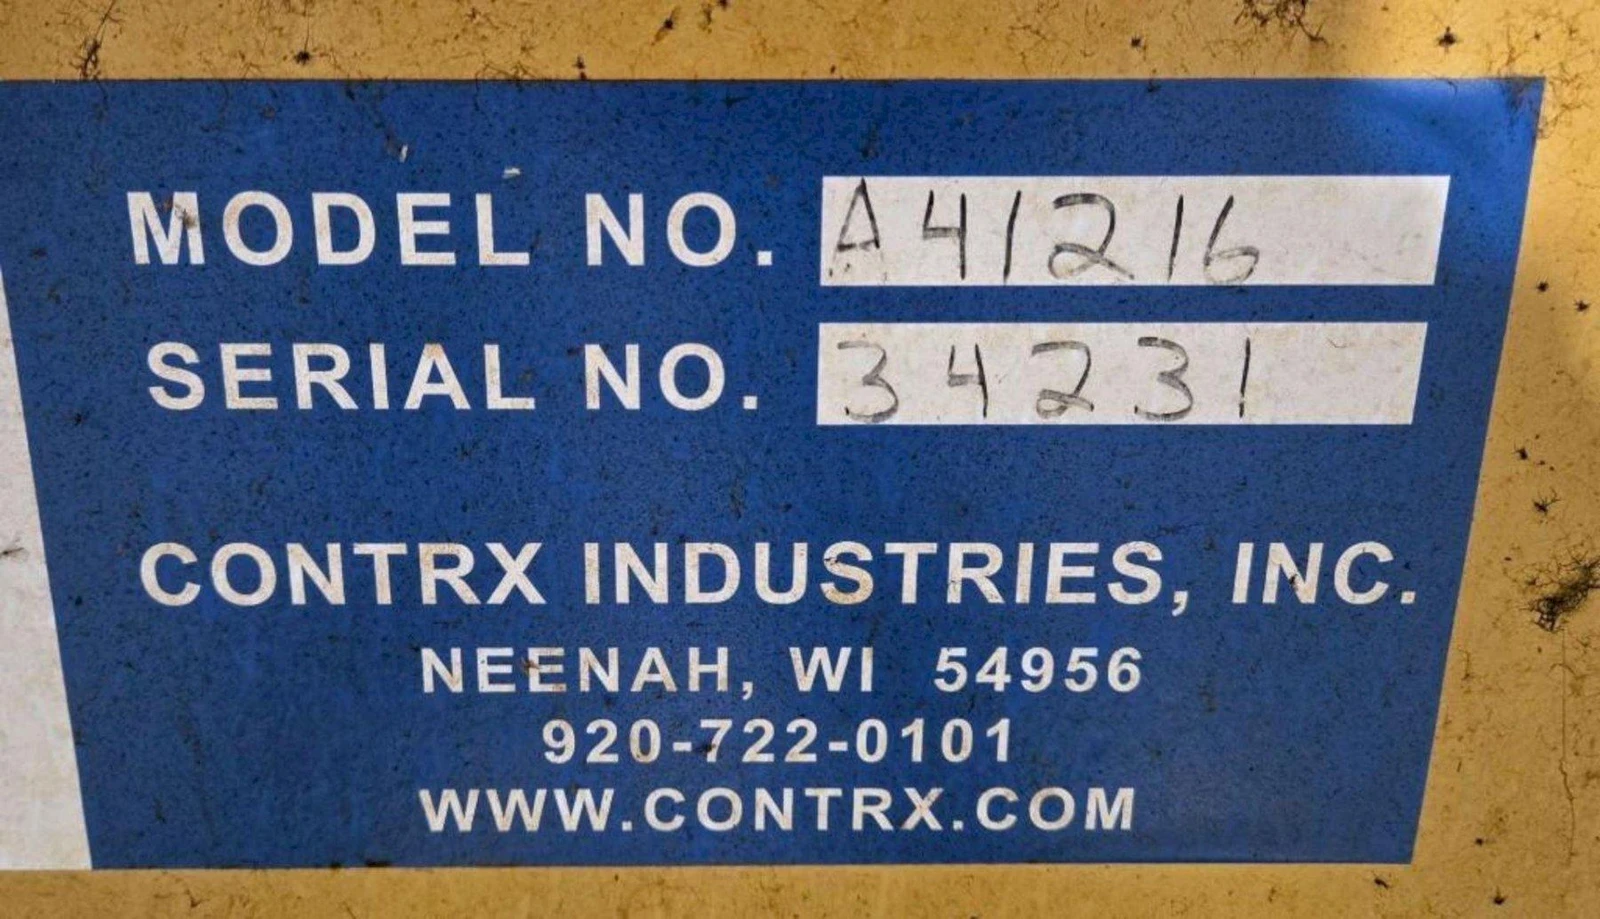 MODEL NO. A41216
SERIAL NO. 34231
CONTRX INDUSTRIES, INC.
NEENAH, WI 54956
920-722-0101
WWW.CONTRX.COM